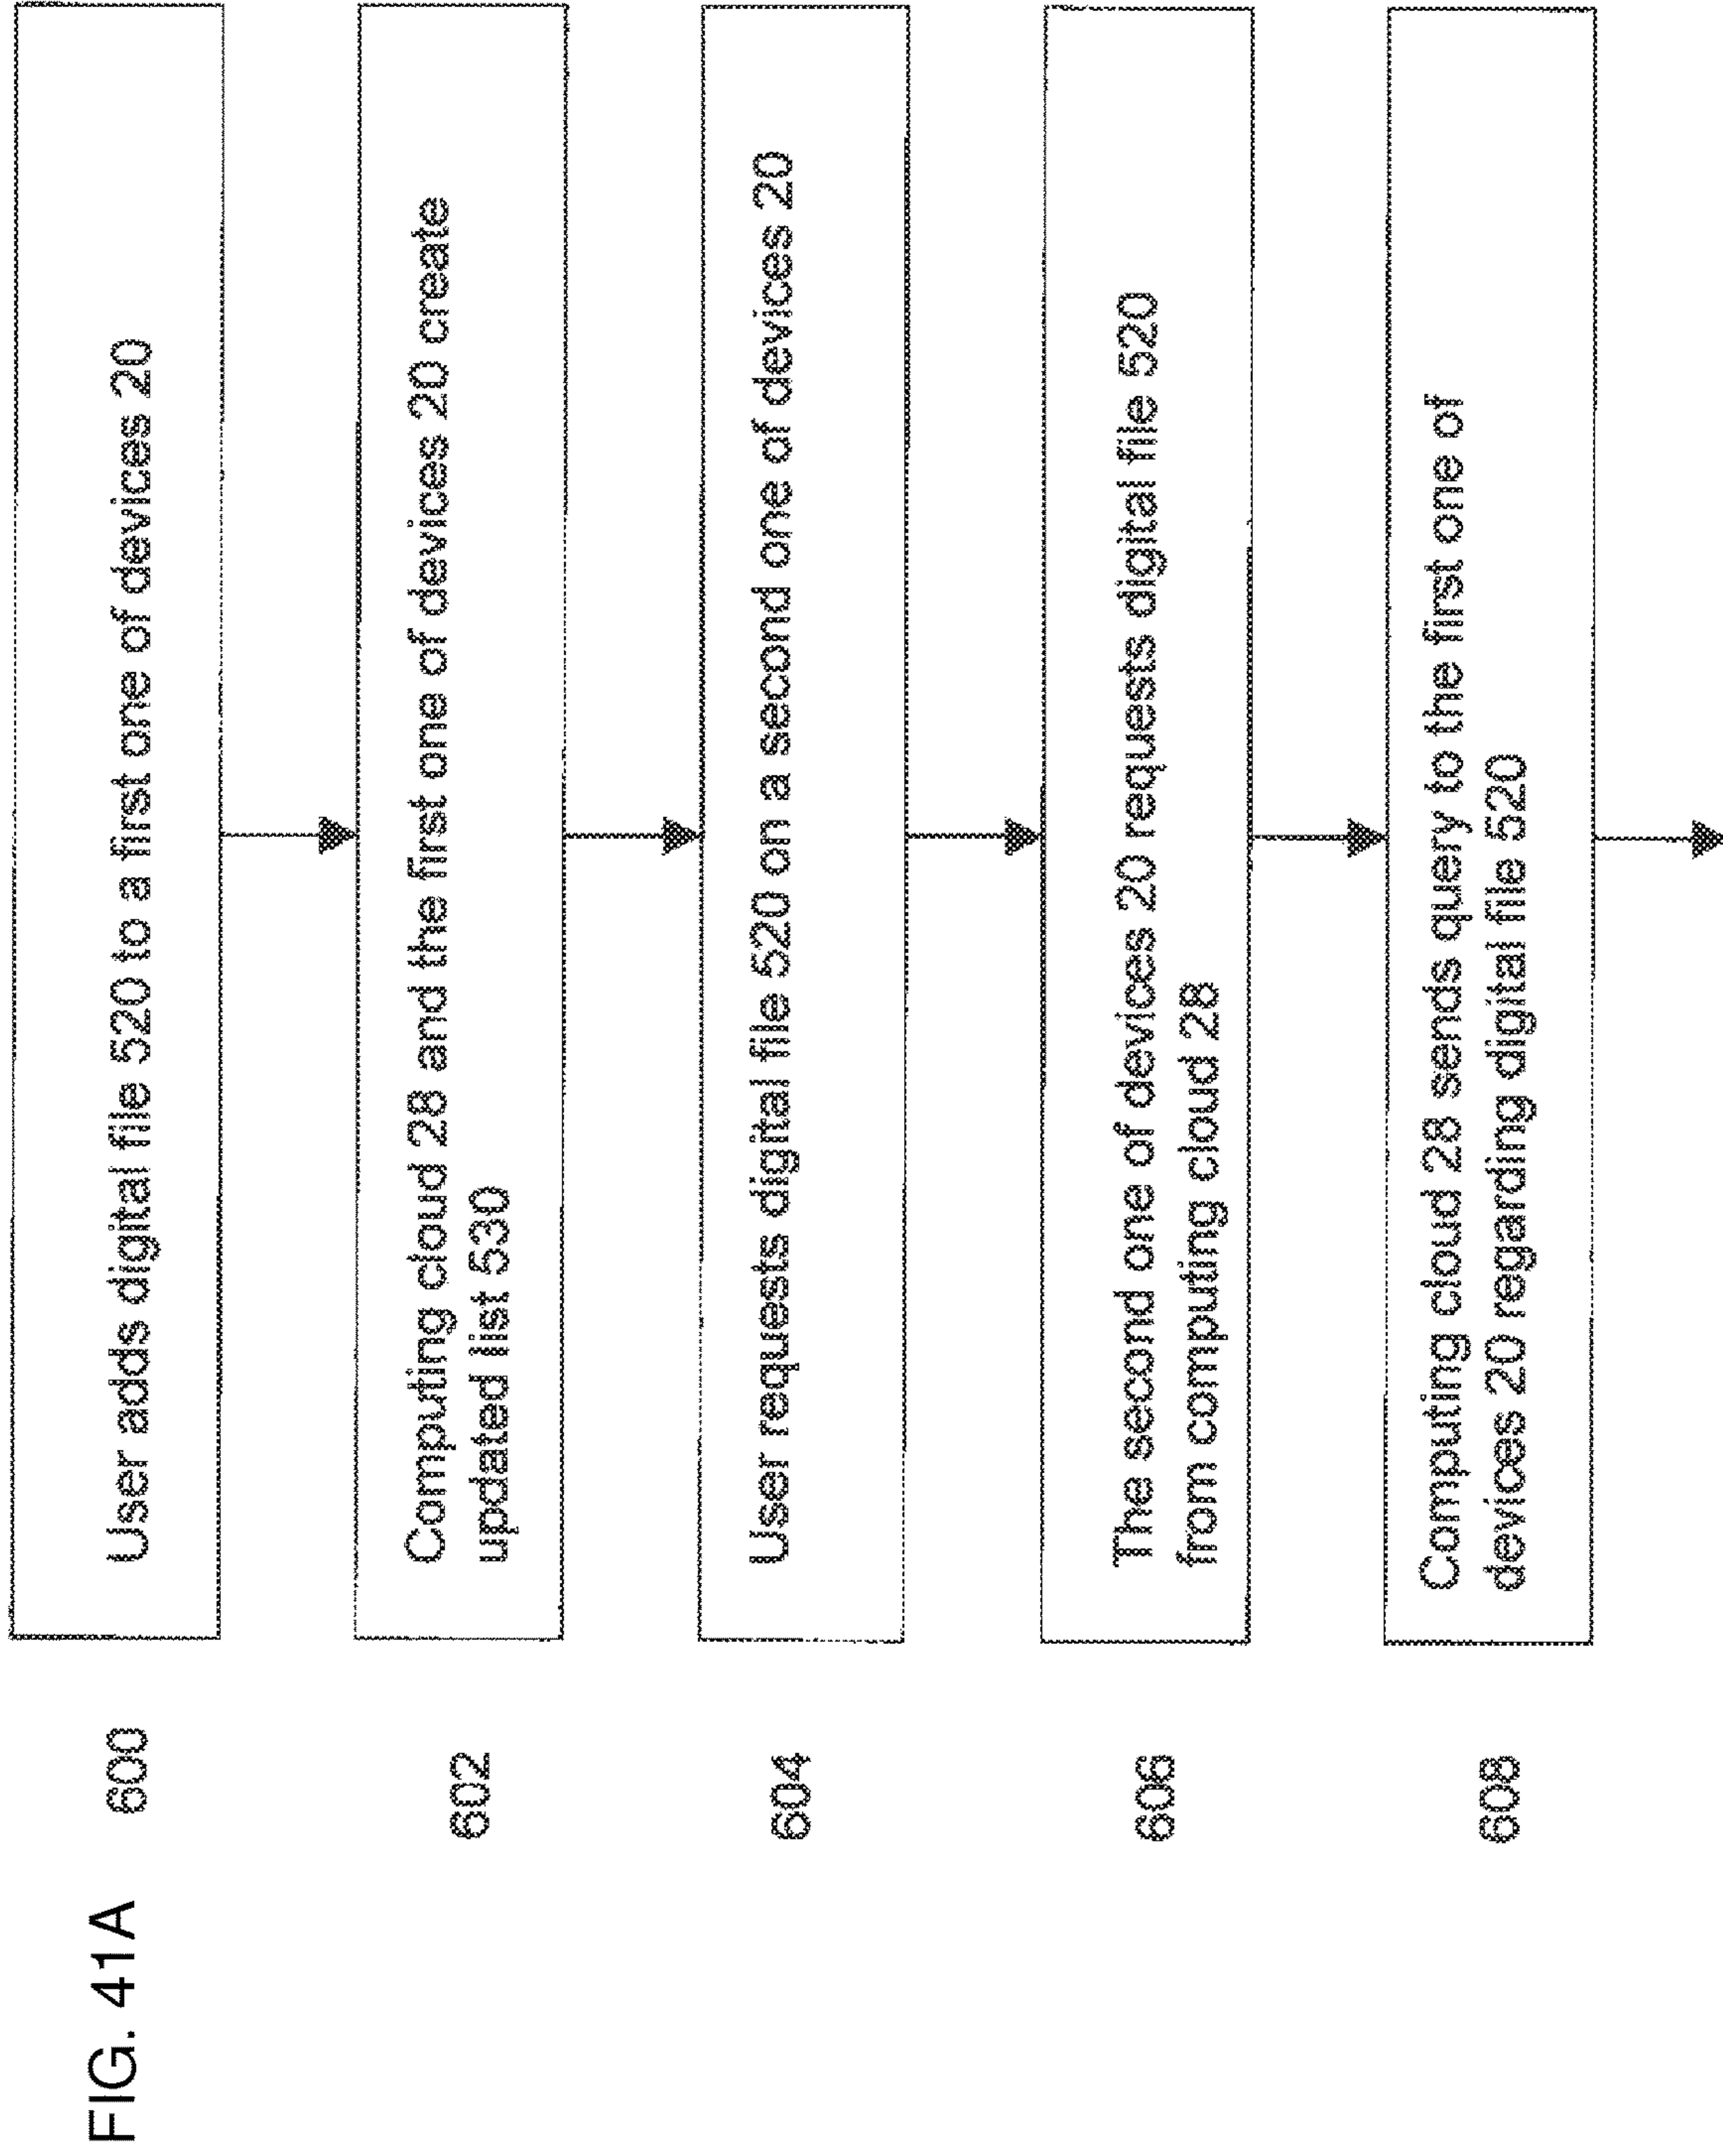 FIG. 41A
600
User adds digital file 520 to a first one of devices 20
602
Computing cloud 28 and the first one of devices 20 create
updated list 530
604
User requests digital file 520 on a second one of devices 20
606
The second one of devices 20 requests digital file 520
from computing cloud 28
608
Computing cloud 28 sends query to the first one of
devices 20 regarding digital file 520